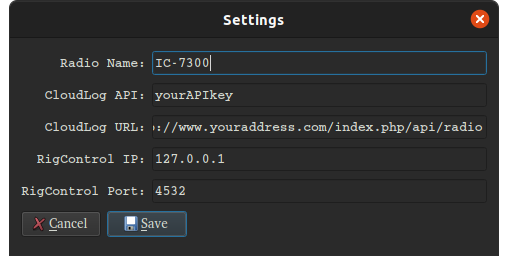 Settings
Radio Name: IC-7300
CloudLog API: yourAPIkey
CloudLog URL: ://www.youraddress.com/index.php/api/radio
RigControl IP: 127.0.0.1
RigControl Port: 4532
Cancel Save